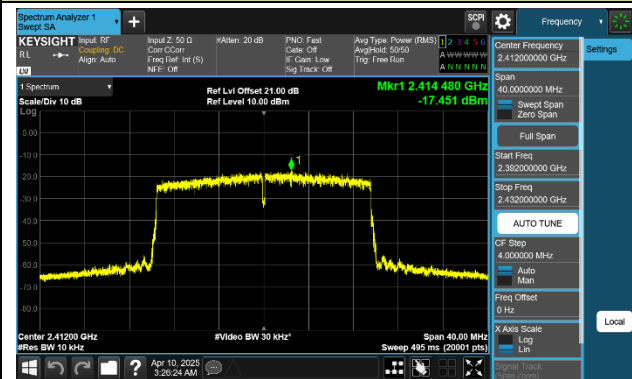 Spectrum Analyzer 1
Swept SA
SCPI
Frequency
KEYSIGHT
RL
LXI
Input: RF
Coupling: DC
Align: Auto
Input Z: 50 Ω
Corr CCorr
Freq Ref: Int (S)
NFE: Off
#Atten: 20 dB
PNO: Fast
Gate: Off
IF Gain: Low
Sig Track: Off
Avg Type: Power (RMS)
Avg|Hold: 50/50
Trig: Free Run
1 2 3 4 5 6
A W W W W W
A N N N N N
1 Spectrum
Scale/Div 10 dB
Ref Lvl Offset 21.00 dB
Ref Level 10.00 dBm
Mkr1 2.414 480 GHz
-17.451 dBm
Log
0.00
-10.0
-20.0
-30.0
-40.0
-50.0
-60.0
-70.0
-80.0
1
Center 2.41200 GHz
#Res BW 10 kHz
#Video BW 30 kHz*
Span 40.00 MHz
Sweep 495 ms (20001 pts)
Apr 10, 2025
3:26:24 AM
Center Frequency
2.412000000 GHz
Span
40.0000000 MHz
Swept Span
Zero Span
Full Span
Start Freq
2.392000000 GHz
Stop Freq
2.432000000 GHz
AUTO TUNE
CF Step
4.000000 MHz
Auto
Man
Freq Offset
0 Hz
X Axis Scale
Log
Lin
Signal Track
(Span Zoom)
Settings
Local